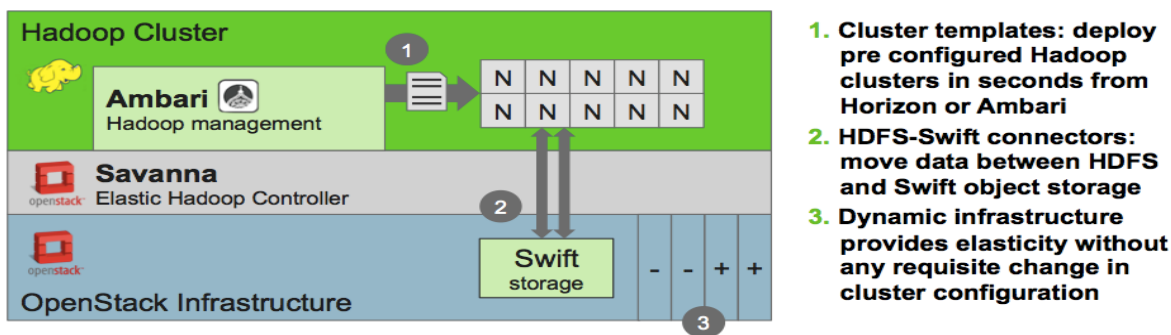 Hadoop Cluster
1
Ambari
Hadoop management
N N N N N
N N N N N
openstack
Savanna
Elastic Hadoop Controller
2
openstack
OpenStack Infrastructure
Swift
storage
- - + +
3
1. Cluster templates: deploy
pre configured Hadoop
clusters in seconds from
Horizon or Ambari
2. HDFS-Swift connectors:
move data between HDFS
and Swift object storage
3. Dynamic infrastructure
provides elasticity without
any requisite change in
cluster configuration